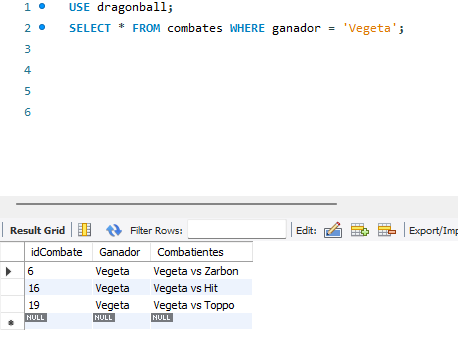 1 USE dragonball;
2 SELECT * FROM combates WHERE ganador = 'Vegeta';
3
4
5
6
Result Grid Filter Rows: Edit: Export/Imp
idCombate Ganador Combatientes
6 Vegeta Vegeta vs Zarbon
16 Vegeta Vegeta vs Hit
19 Vegeta Vegeta vs Toppo
NULL NULL NULL